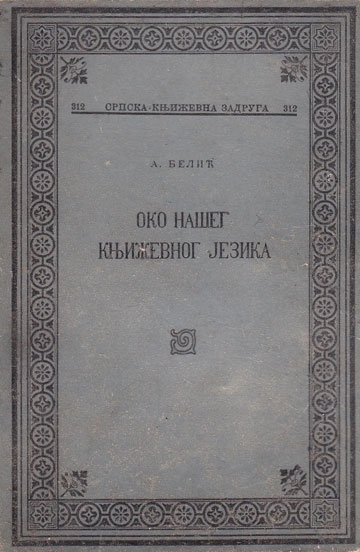 312 СРПСКА·КЊИЖЕВНА ЗАДРУГА 312
А. БЕЛИЋ
ОКО НАШЕГ
КЊИЖЕВНОГ ЈЕЗИКА